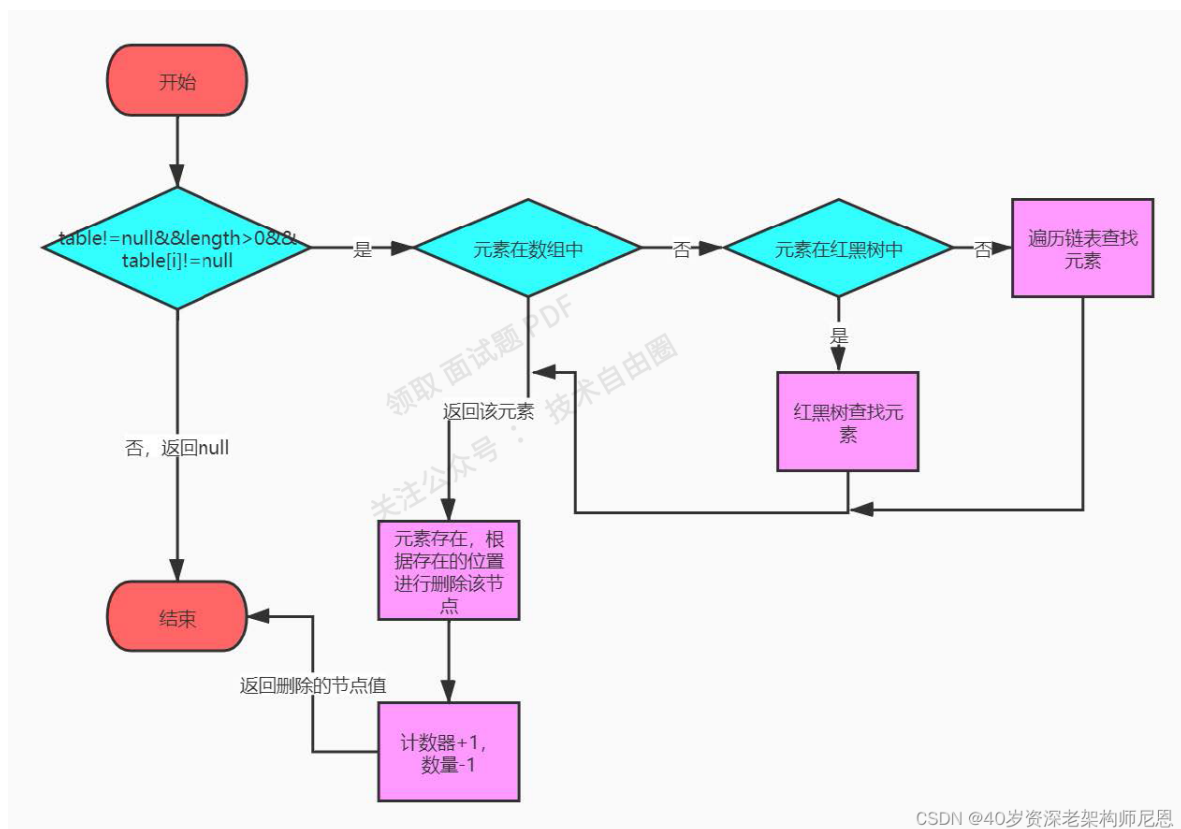 开始
table!=null&&length>0&&
table[i]!=null
是
元素在数组中
否
元素在红黑树中
否
遍历链表查找
元素
是
红黑树查找元
素
返回该元素
否，返回null
元素存在，根
据存在的位置
进行删除该节
点
结束
返回删除的节点值
计数器+1，
数量-1
领取 面试题 PDF
关注公众号 ： 技术自由圈
CSDN @40岁资深老架构师尼恩